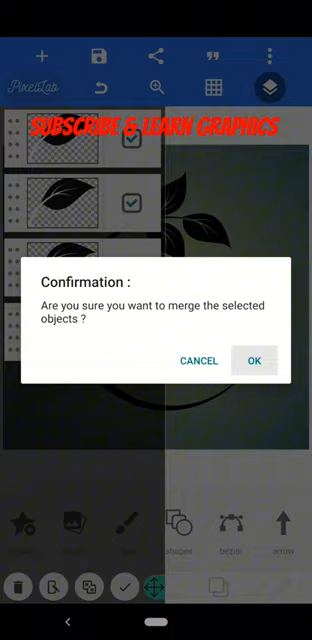 PixelLab
SUBSCRIBE & LEARN GRAPHICS
Confirmation :
Are you sure you want to merge the selected
objects ?
CANCEL
OK
shapes
bezier
arrow